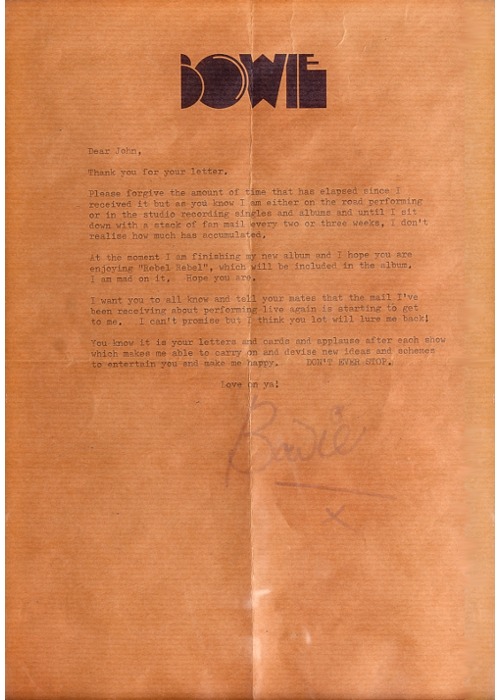 BOWIE
Dear John,
Thank you for your letter.
Please forgive the amount of time that has elapsed since I
received it but as you know I am either on the road performing
or in the studio recording singles and albums and until I sit
down with a stack of fan mail every two or three weeks, I don't
realise how much has accumulated.
At the moment I am finishing my new album and I hope you are
enjoying "Rebel Rebel", which will be included in the album.
I am mad on it. Hope you are.
I want you to all know and tell your mates that the mail I've
been receiving about performing live again is starting to get
to me. I can't promise but I think you lot will lure me back!
You know it is your letters and cards and applause after each show
which makes me able to carry on and devise new ideas and schemes
to entertain you and make me happy. DON'T EVER STOP.
Love on ya!
Bowie
X